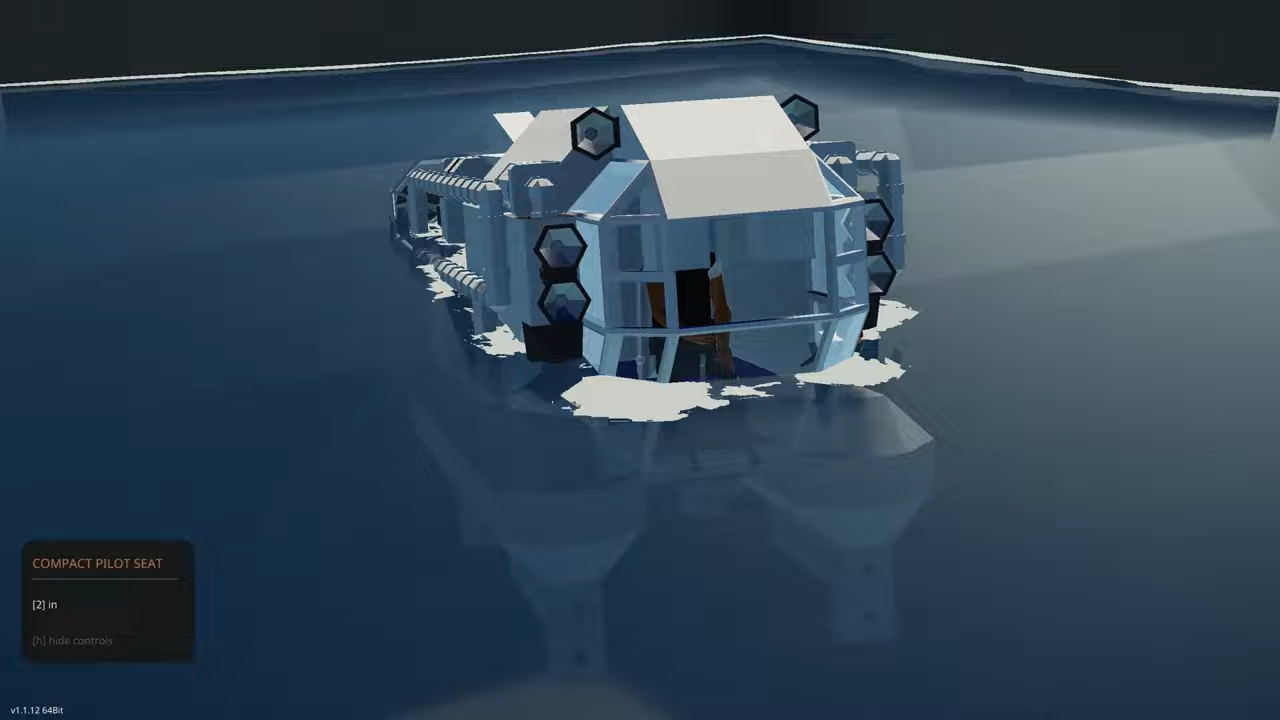 COMPACT PILOT SEAT
[2] in
[h] hide controls
v1.1.12 64Bit